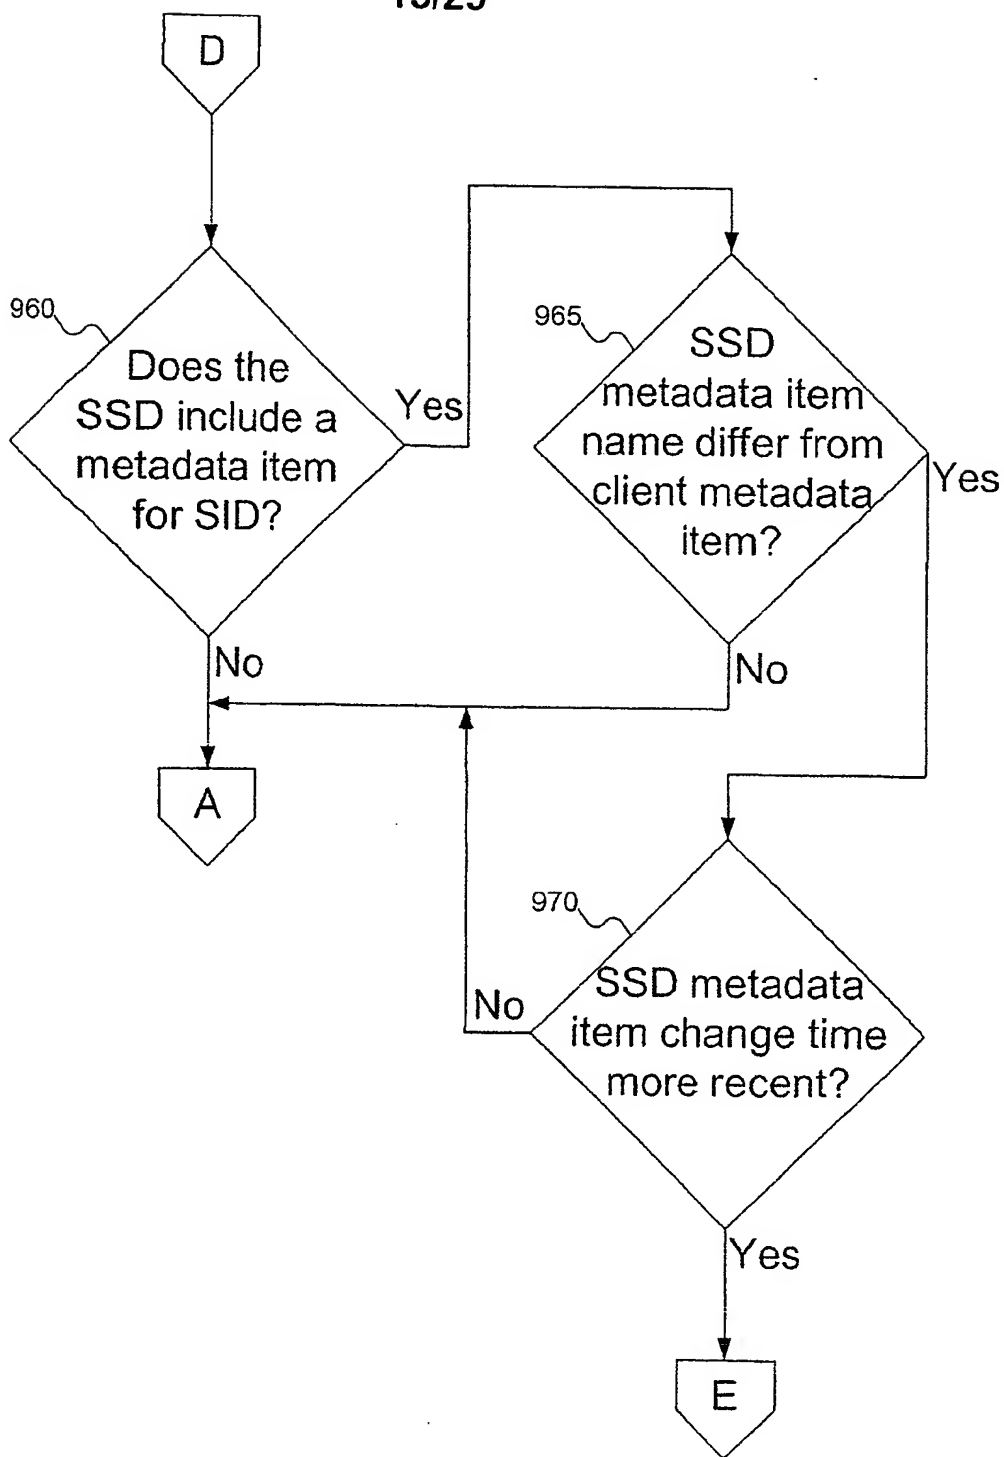 D
960
Does the
SSD include a
metadata item
for SID?
Yes
No
A
965
SSD
metadata item
name differ from
client metadata
item?
Yes
No
970
SSD metadata
item change time
more recent?
No
Yes
E